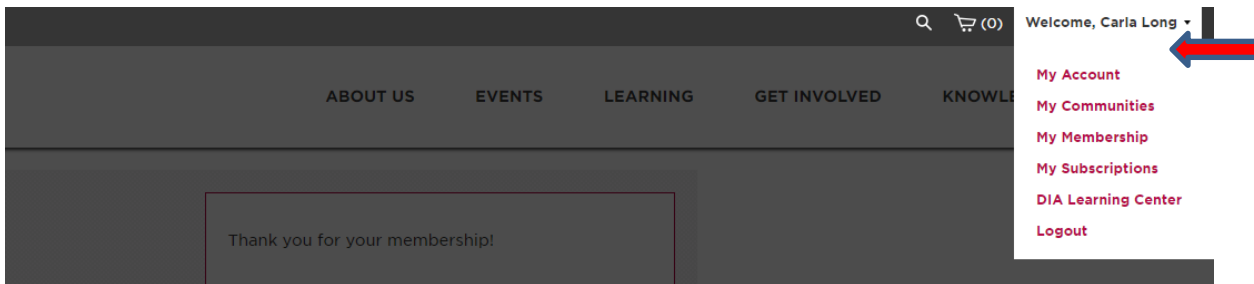 (0) Welcome, Carla Long
ABOUT US EVENTS LEARNING GET INVOLVED KNOWLE
My Account
My Communities
My Membership
My Subscriptions
DIA Learning Center
Logout
Thank you for your membership!